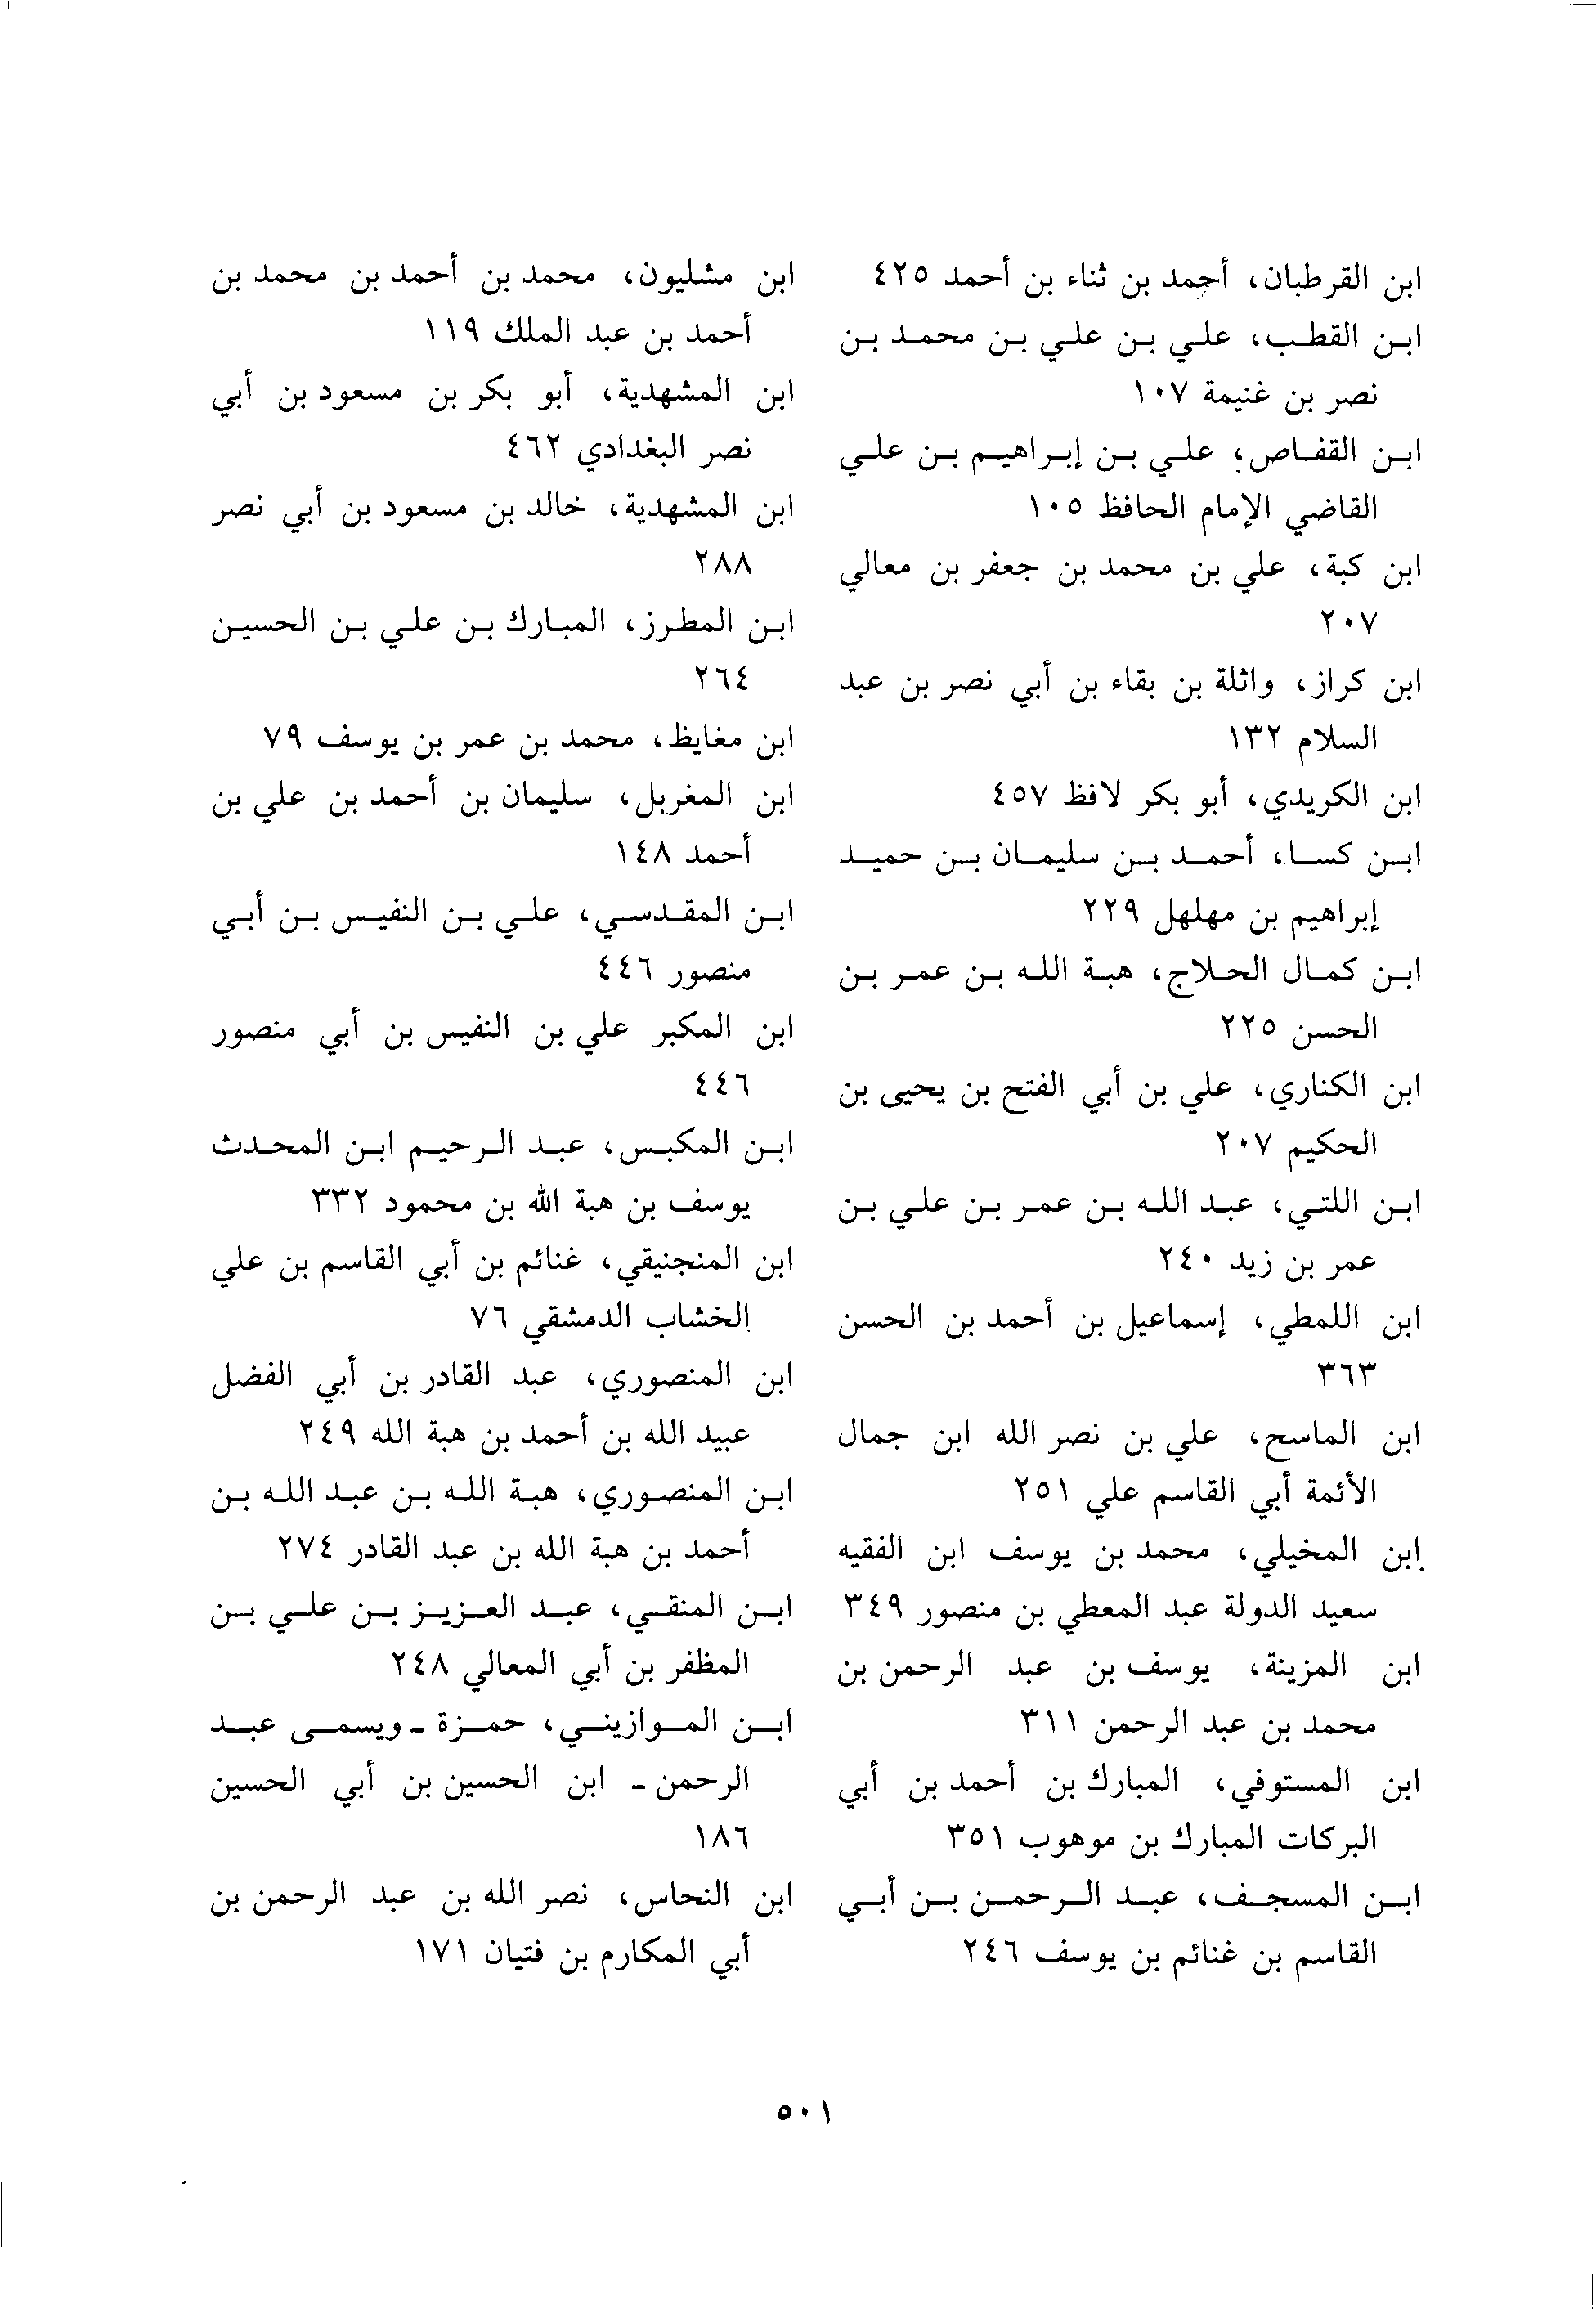 ابن القرطبان، أحمد بن ثناء بن أحمد ٤٢٥
ابن القطب، علي بن علي بن محمد بن
نصر بن غنيمة ١٠٧
ابن القفاص، علي بن إبراهيم بن علي
القاضي الإمام الحافظ ١٠٥
ابن كبة، علي بن محمد بن جعفر بن معالي
٢٠٧
ابن كراز، واثلة بن بقاء بن أبي نصر بن عبد
السلام ١٣٢
ابن الكريدي، أبو بكر لافظ ٤٥٧
ابن كسا، أحمد بن سليمان بن حميد
إبراهيم بن مهلهل ٢٢٩
ابن كمال الحلاج، هبة الله بن عمر بن
الحسن ٢٢٥
ابن الكناري، علي بن أبي الفتح بن يحيى بن
الحكيم ٢٠٧
ابن اللتي، عبد الله بن عمر بن علي بن
عمر بن زيد ٢٤٠
ابن اللمطي، إسماعيل بن أحمد بن الحسن
٣٦٣
ابن الماسح، علي بن نصر الله ابن جمال
الأئمة أبي القاسم علي ٢٥١
ابن المخيلي، محمد بن يوسف ابن الفقيه
سعيد الدولة عبد المعطي بن منصور ٣٤٩
ابن المزينة، يوسف بن عبد الرحمن بن
محمد بن عبد الرحمن ٣١١
ابن المستوفي، المبارك بن أحمد بن أبي
البركات المبارك بن موهوب ٣٥١
ابن المسجف، عبد الرحمن بن أبي
القاسم بن غنائم بن يوسف ٢٤٦
ابن مشليون، محمد بن أحمد بن محمد بن
أحمد بن عبد الملك ١١٩
ابن المشهدية، أبو بكر بن مسعود بن أبي
نصر البغدادي ٤٦٢
ابن المشهدية، خالد بن مسعود بن أبي نصر
٢٨٨
ابن المطرز، المبارك بن علي بن الحسين
٢٦٤
ابن مغايظ، محمد بن عمر بن يوسف ٧٩
ابن المغربل، سليمان بن أحمد بن علي بن
أحمد ١٤٨
ابن المقدسي، علي بن النفيس بن أبي
منصور ٤٤٦
ابن المكبر علي بن النفيس بن أبي منصور
٤٤٦
ابن المكبس، عبد الرحيم ابن المحدث
يوسف بن هبة الله بن محمود ٣٣٢
ابن المنجنيقي، غنائم بن أبي القاسم بن علي
الخشاب الدمشقي ٧٦
ابن المنصوري، عبد القادر بن أبي الفضل
عبيد الله بن أحمد بن هبة الله ٢٤٩
ابن المنصوري، هبة الله بن عبد الله بن
أحمد بن هبة الله بن عبد القادر ٢٧٤
ابن المنقي، عبد العزيز بن علي بن
المظفر بن أبي المعالي ٢٤٨
ابن الموازيني، حمزة - ويسمى عبد
الرحمن - ابن الحسين بن أبي الحسين
١٨٦
ابن النحاس، نصر الله بن عبد الرحمن بن
أبي المكارم بن فتيان ١٧١
٥٠١